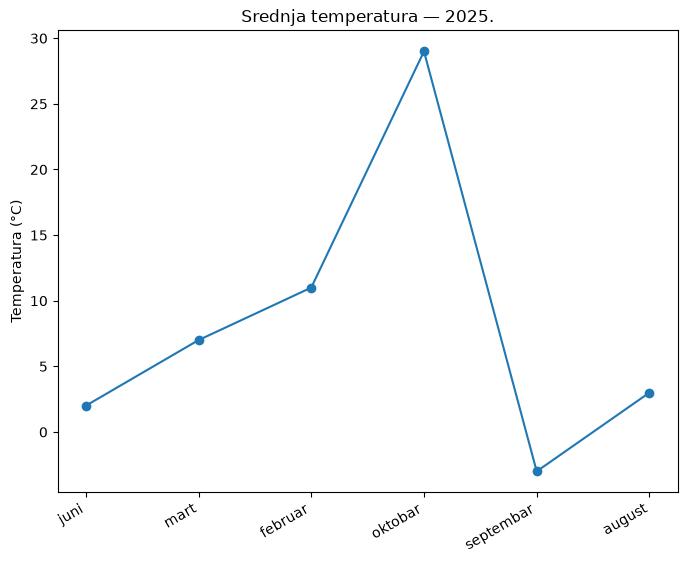 Srednja temperatura — 2025.
Temperatura (°C)
30
25
20
15
10
5
0
juni
mart
februar
oktobar
septembar
august